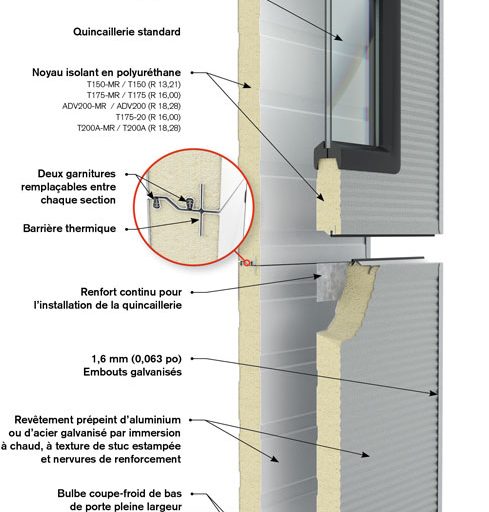 Quincaillerie standard
Noyau isolant en polyuréthane
T150-MR / T150 (R 13,21)
T175-MR / T175 (R 16,00)
ADV200-MR / ADV200 (R 18,28)
T175-20 (R 16,00)
T200A-MR / T200A (R 18,28)
Deux garnitures
remplaçables entre
chaque section
Barrière thermique
Renfort continu pour
l'installation de la quincaillerie
1,6 mm (0,063 po)
Embouts galvanisés
Revêtement prépeint d'aluminium
ou d'acier galvanisé par immersion
à chaud, à texture de stuc estampée
et nervures de renforcement
Bulbe coupe-froid de bas
de porte pleine largeur